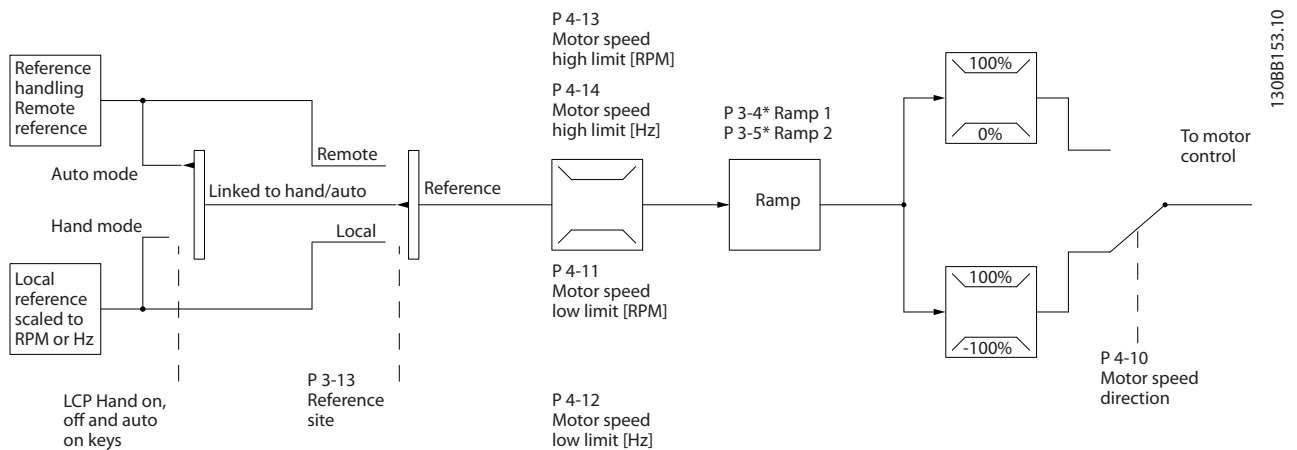 Reference
handling
Remote
reference
Auto mode
Hand mode
Local
reference
scaled to
RPM or Hz
LCP Hand on,
off and auto
on keys
Linked to hand/auto
Remote
Local
P 3-13
Reference
site
Reference
P 4-13
Motor speed
high limit [RPM]
P 4-14
Motor speed
high limit [Hz]
P 4-11
Motor speed
low limit [RPM]
P 4-12
Motor speed
low limit [Hz]
P 3-4* Ramp 1
P 3-5* Ramp 2
Ramp
100%
0%
100%
-100%
To motor
control
P 4-10
Motor speed
direction
130BB153.10